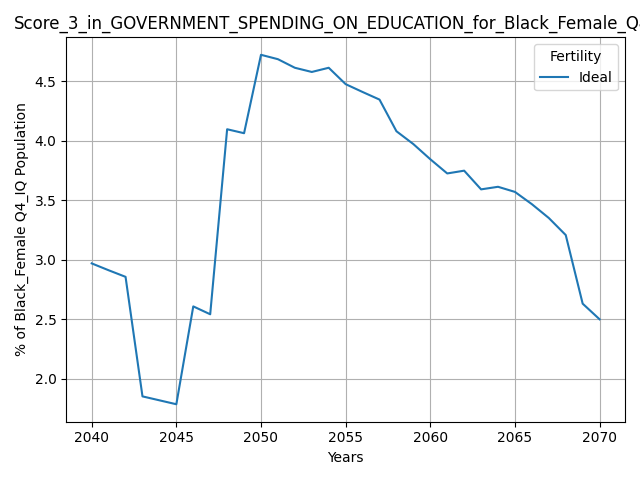 Score_3_in_GOVERNMENT_SPENDING_ON_EDUCATION_for_Black_Female_Q4
Fertility
Ideal
% of Black_Female Q4_IQ Population
4.5
4.0
3.5
3.0
2.5
2.0
2040 2045 2050 2055 2060 2065 2070
Years